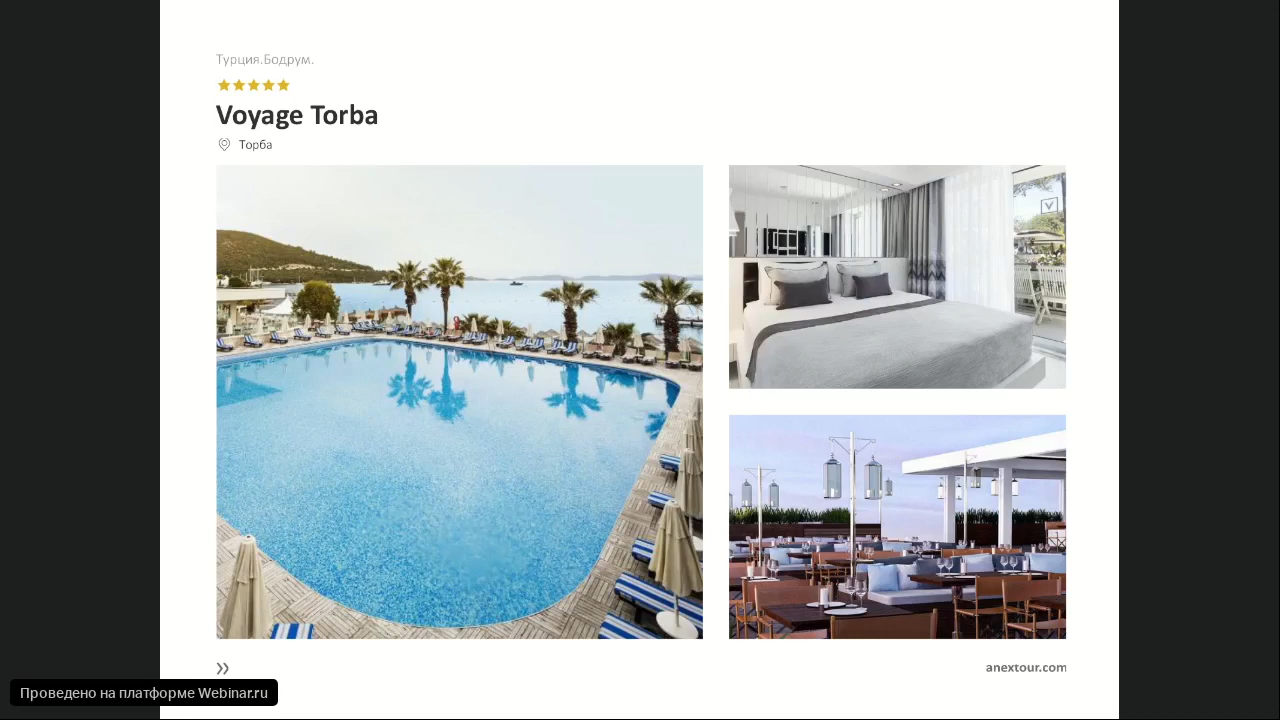 Турция.Бодрум.
Voyage Torba
Торба
anextour.com
Проведено на платформе Webinar.ru